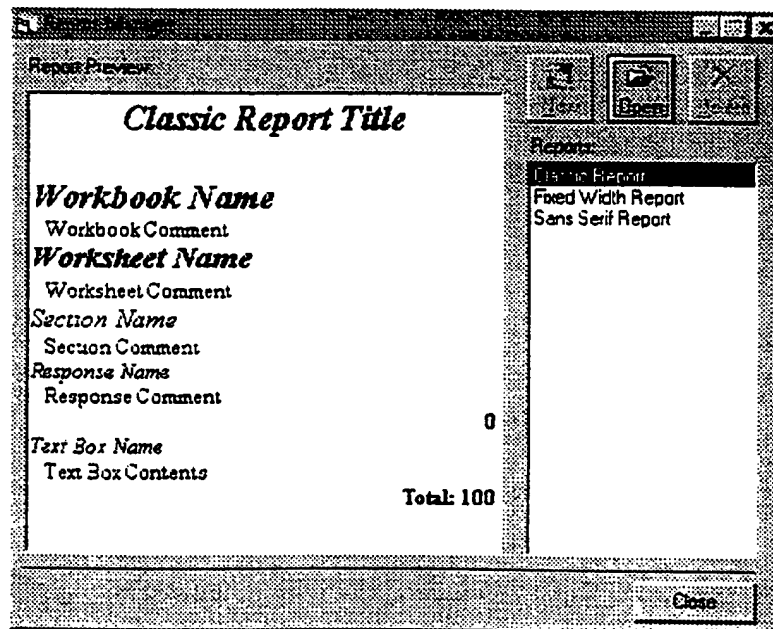 Report Manager
Report Preview:
Classic Report Title
Workbook Name
Workbook Comment
Worksheet Name
Worksheet Comment
Section Name
Section Comment
Response Name
Response Comment
0
Text Box Name
Text Box Contents
Total: 100
Open
Reports:
Classic Report
Fixed Width Report
Sans Serif Report
Close